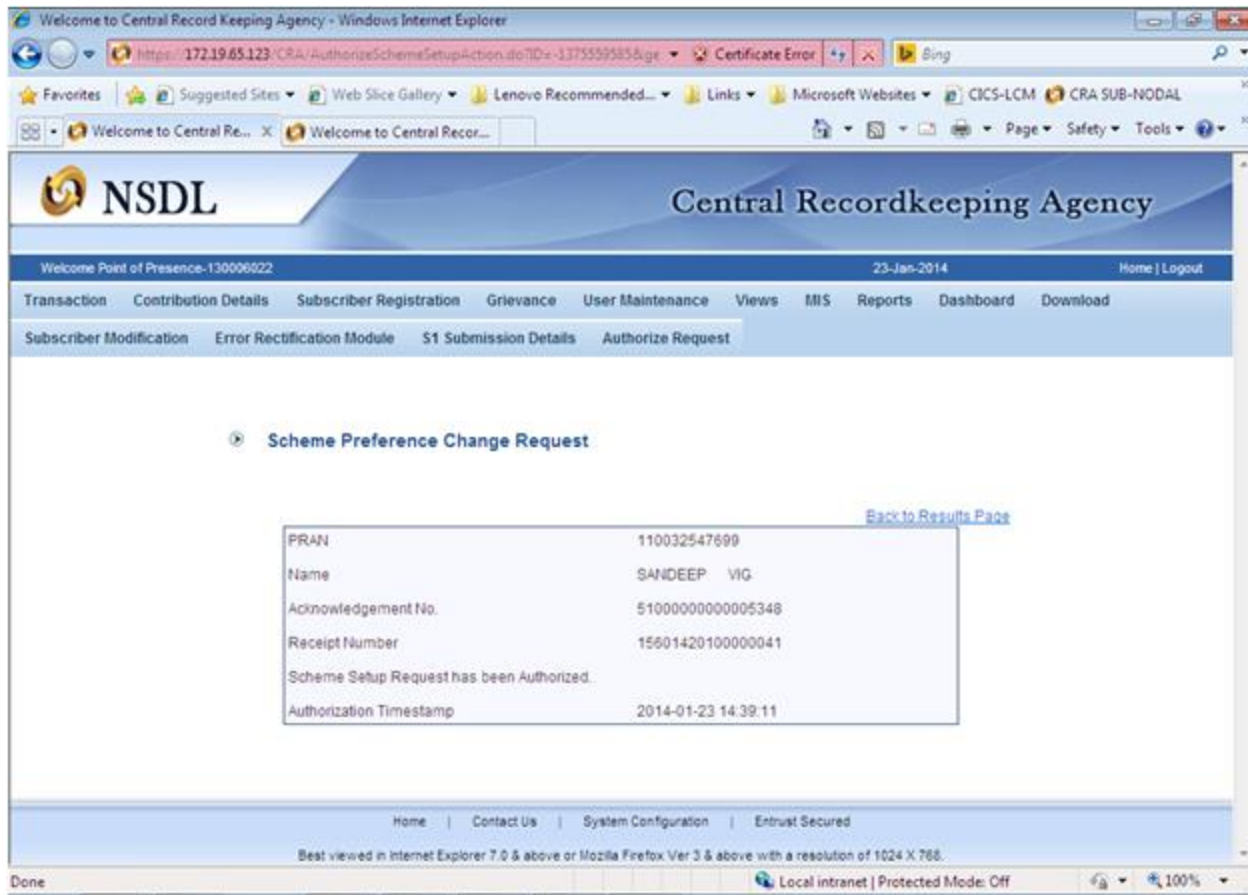 Welcome to Central Record Keeping Agency - Windows Internet Explorer
https://172.19.65.123/CRA/AuthorizeSchemeSetupAction.do?ID=-1375559585&ge Certificate Error Bing
Favorites Suggested Sites Web Slice Gallery Lenovo Recommended... Links Microsoft Websites CICS-LCM CRA SUB-NODAL
Welcome to Central Re... X Welcome to Central Recor... Page Safety Tools
NSDL Central Recordkeeping Agency
Welcome Point of Presence-130006022 23-Jan-2014 Home | Logout
Transaction Contribution Details Subscriber Registration Grievance User Maintenance Views MIS Reports Dashboard Download
Subscriber Modification Error Rectification Module S1 Submission Details Authorize Request
Scheme Preference Change Request
Back to Results Page
PRAN 110032547699
Name SANDEEP VIG
Acknowledgement No. 51000000000005348
Receipt Number 15601420100000041
Scheme Setup Request has been Authorized.
Authorization Timestamp 2014-01-23 14:39:11
Home | Contact Us | System Configuration | Entrust Secured
Best viewed in Internet Explorer 7.0 & above or Mozilla Firefox Ver 3 & above with a resolution of 1024 X 768.
Done Local intranet | Protected Mode: Off 100%